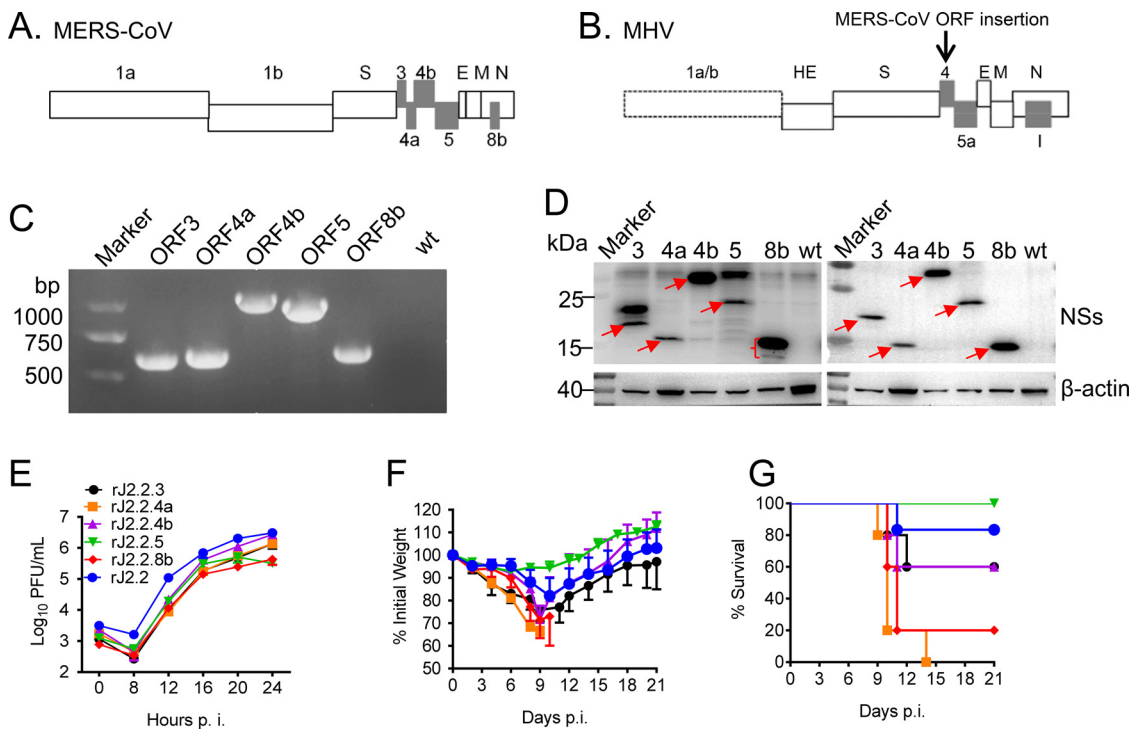 A. MERS-CoV
1a 1b S 3 4b E M N
4a 5 8b
B. MHV
MERS-CoV ORF insertion
1a/b HE S 4 E M N
5a I
C
Marker ORF3 ORF4a ORF4b ORF5 ORF8b wt
bp
1000
750
500
D
kDa
Marker 3 4a 4b 5 8b wt
Marker 3 4a 4b 5 8b wt
25
15
40
NSs
β-actin
E
rJ2.2.3
rJ2.2.4a
rJ2.2.4b
rJ2.2.5
rJ2.2.8b
rJ2.2
Log10 PFU/mL
7
6
5
4
3
2
0 8 12 16 20 24
Hours p. i.
F
% Initial Weight
120
110
100
90
80
70
60
50
0 3 6 9 12 15 18 21
Days p.i.
G
% Survival
100
80
60
40
20
0
0 3 6 9 12 15 18 21
Days p.i.